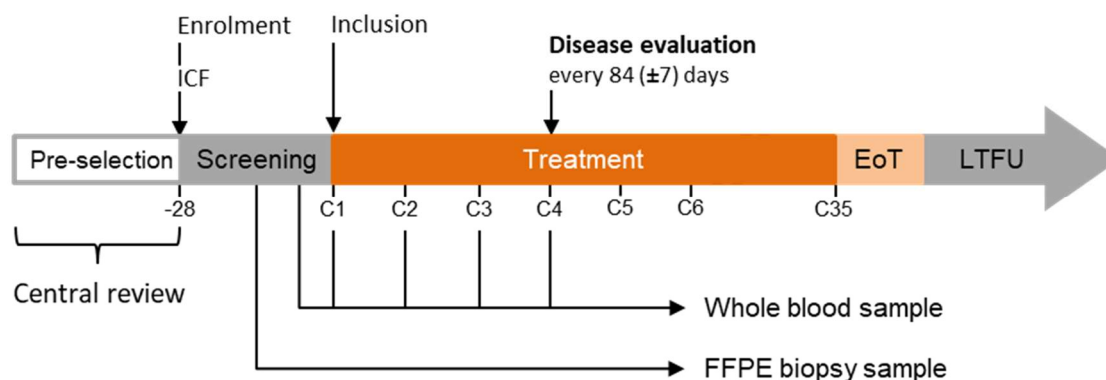 Enrolment
ICF
Inclusion
Disease evaluation
every 84 (±7) days
Pre-selection
Screening
Treatment
EoT
LTFU
-28
C1
C2
C3
C4
C5
C6
C35
Central review
Whole blood sample
FFPE biopsy sample